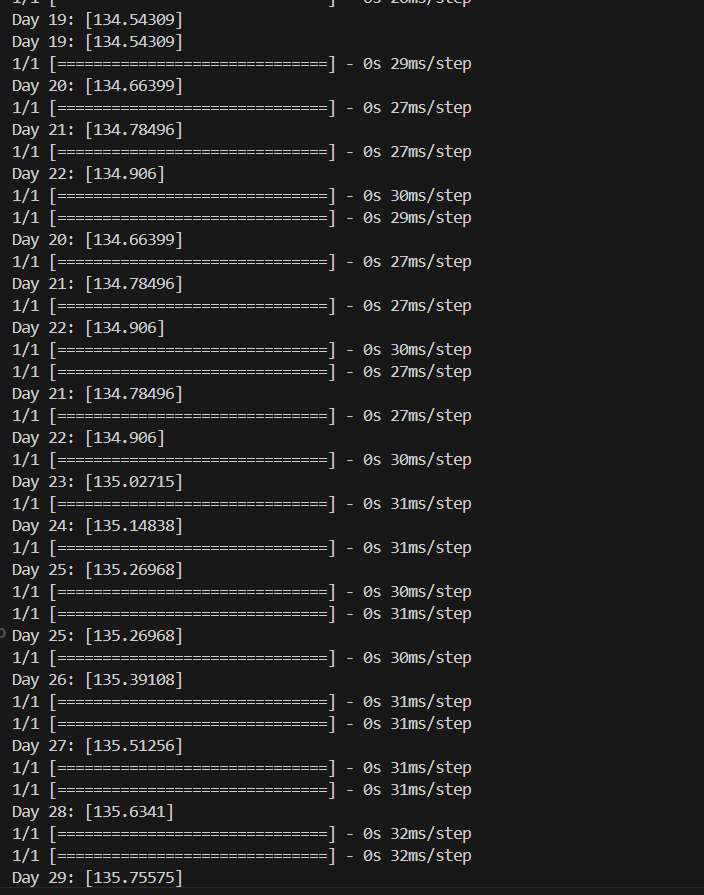 Day 19: [134.54309]
Day 19: [134.54309]
1/1 [==============================] - 0s 29ms/step
Day 20: [134.66399]
1/1 [==============================] - 0s 27ms/step
Day 21: [134.78496]
1/1 [==============================] - 0s 27ms/step
Day 22: [134.906]
1/1 [==============================] - 0s 30ms/step
1/1 [==============================] - 0s 29ms/step
Day 20: [134.66399]
1/1 [==============================] - 0s 27ms/step
Day 21: [134.78496]
1/1 [==============================] - 0s 27ms/step
Day 22: [134.906]
1/1 [==============================] - 0s 30ms/step
1/1 [==============================] - 0s 27ms/step
Day 21: [134.78496]
1/1 [==============================] - 0s 27ms/step
Day 22: [134.906]
1/1 [==============================] - 0s 30ms/step
Day 23: [135.02715]
1/1 [==============================] - 0s 31ms/step
Day 24: [135.14838]
1/1 [==============================] - 0s 31ms/step
Day 25: [135.26968]
1/1 [==============================] - 0s 30ms/step
1/1 [==============================] - 0s 31ms/step
Day 25: [135.26968]
1/1 [==============================] - 0s 30ms/step
Day 26: [135.39108]
1/1 [==============================] - 0s 31ms/step
1/1 [==============================] - 0s 31ms/step
Day 27: [135.51256]
1/1 [==============================] - 0s 31ms/step
1/1 [==============================] - 0s 31ms/step
Day 28: [135.6341]
1/1 [==============================] - 0s 32ms/step
1/1 [==============================] - 0s 32ms/step
Day 29: [135.75575]